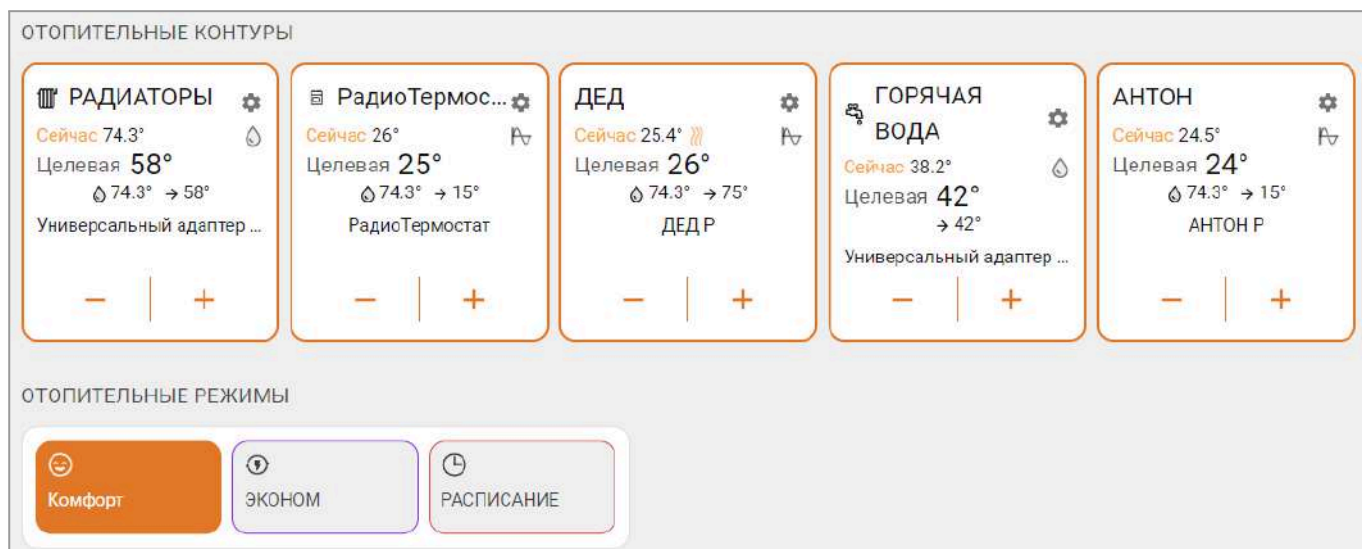 ОТОПИТЕЛЬНЫЕ КОНТУРЫ
РАДИАТОРЫ
Сейчас 74.3°
Целевая 58°
74.3° → 58°
Универсальный адаптер ...
− +
РадиоТермос...
Сейчас 26°
Целевая 25°
74.3° → 15°
РадиоТермостат
− +
ДЕД
Сейчас 25.4°
Целевая 26°
74.3° → 75°
ДЕД Р
− +
ГОРЯЧАЯ
ВОДА
Сейчас 38.2°
Целевая 42°
→ 42°
Универсальный адаптер ...
− +
АНТОН
Сейчас 24.5°
Целевая 24°
74.3° → 15°
АНТОН Р
− +
ОТОПИТЕЛЬНЫЕ РЕЖИМЫ
Комфорт
ЭКОНОМ
РАСПИСАНИЕ